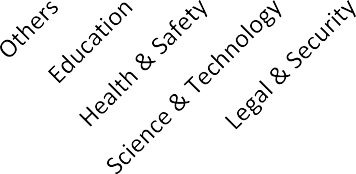 Others
Education
Health & Safety
Science & Technology
Legal & Security